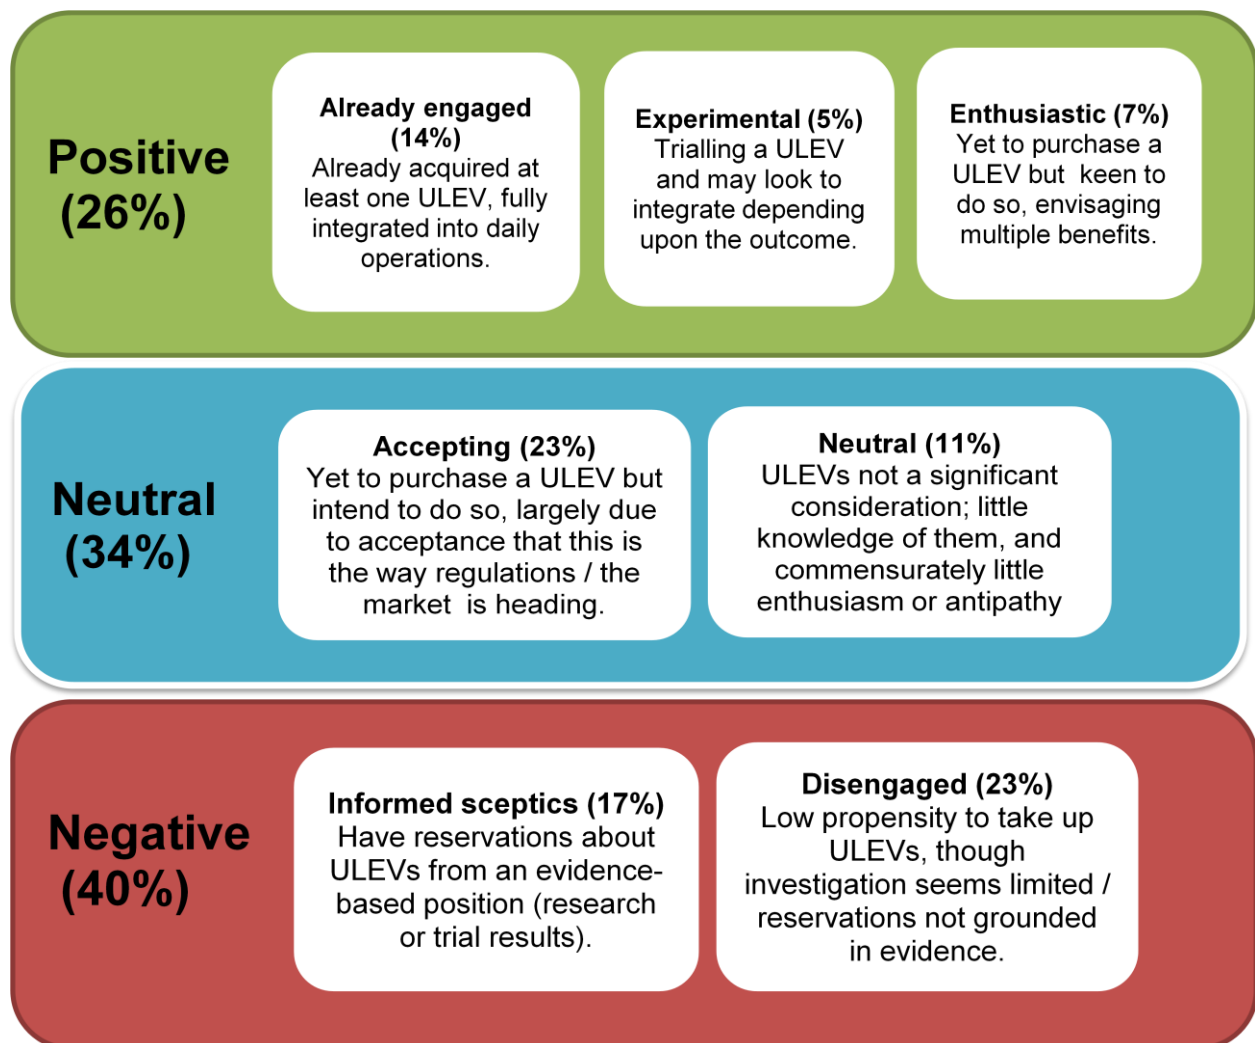 Positive
(26%)
Already engaged
(14%)
Already acquired at
least one ULEV, fully
integrated into daily
operations.
Experimental (5%)
Trialling a ULEV
and may look to
integrate depending
upon the outcome.
Enthusiastic (7%)
Yet to purchase a
ULEV but keen to
do so, envisaging
multiple benefits.
Neutral
(34%)
Accepting (23%)
Yet to purchase a ULEV but
intend to do so, largely due
to acceptance that this is
the way regulations / the
market is heading.
Neutral (11%)
ULEVs not a significant
consideration; little
knowledge of them, and
commensurately little
enthusiasm or antipathy
Negative
(40%)
Informed sceptics (17%)
Have reservations about
ULEVs from an evidence-
based position (research
or trial results).
Disengaged (23%)
Low propensity to take up
ULEVs, though
investigation seems limited /
reservations not grounded
in evidence.